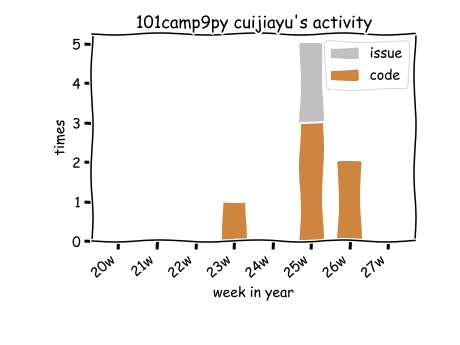 101camp9py cuijiayu's activity
issue
code
times
5
4
3
2
1
0
20w 21w 22w 23w 24w 25w 26w 27w
week in year